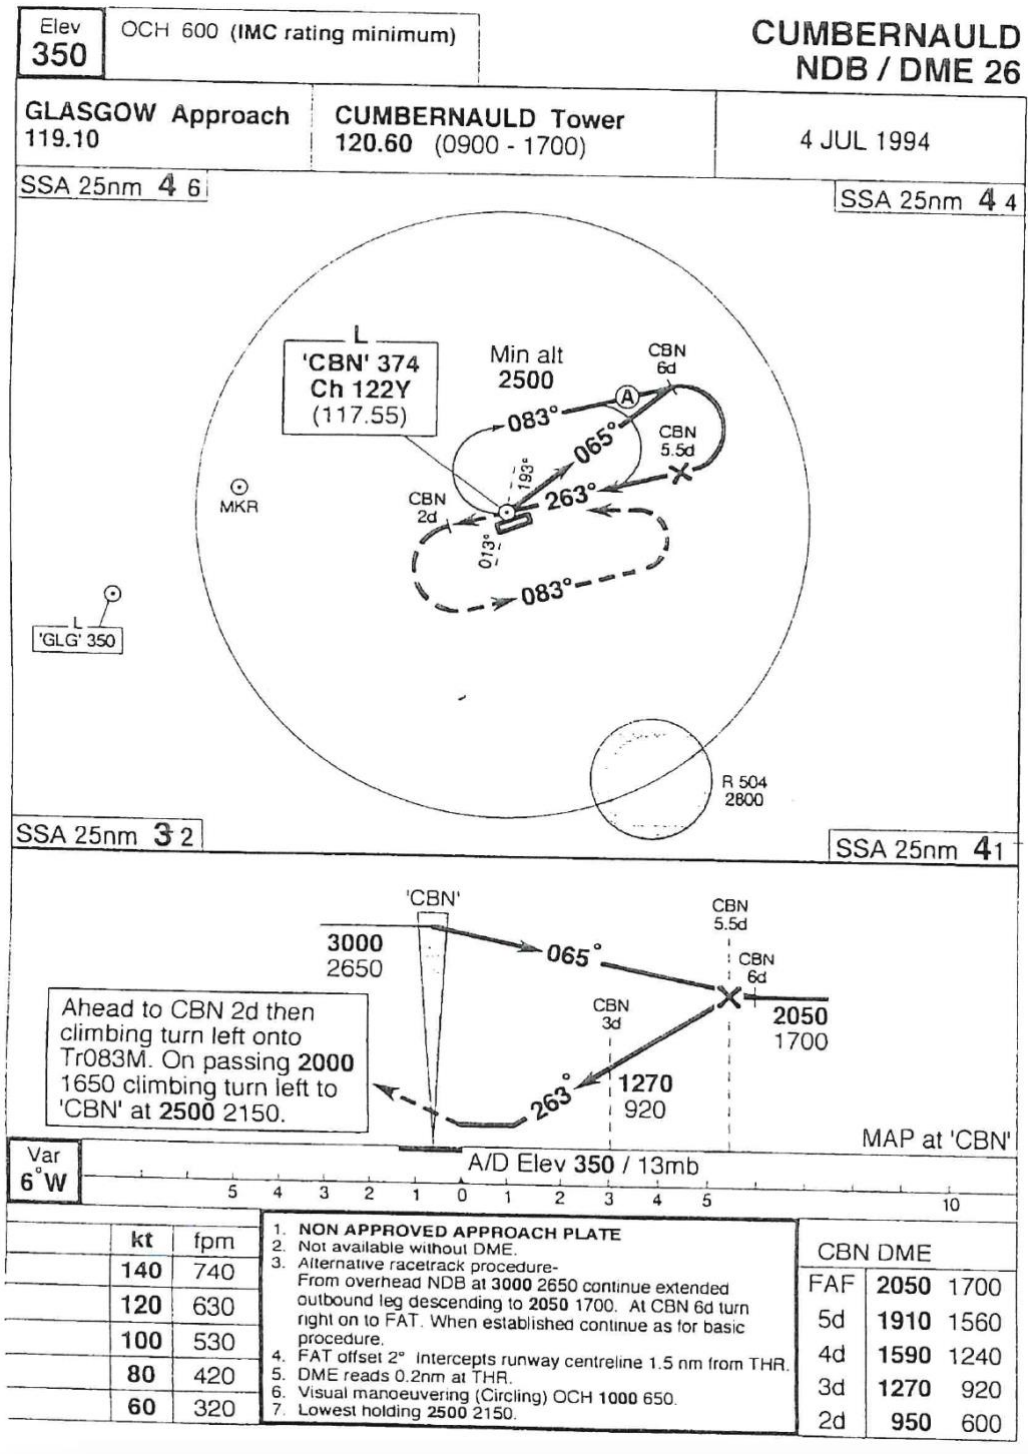 Elev
350
OCH 600 (IMC rating minimum)
CUMBERNAULD
NDB / DME 26
GLASGOW Approach
119.10
CUMBERNAULD Tower
120.60 (0900 - 1700)
4 JUL 1994
SSA 25nm 4 6
SSA 25nm 4 4
L
'CBN' 374
Ch 122Y
(117.55)
Min alt
2500
CBN
6d
A
083°
065°
CBN
5.5d
193°
263°
MKR
CBN
2d
013°
083°
L
'GLG' 350
R 504
2800
SSA 25nm 3 2
SSA 25nm 41
'CBN'
3000
2650
065°
CBN
5.5d
CBN
6d
2050
1700
CBN
3d
1270
920
263°
Ahead to CBN 2d then
climbing turn left onto
Tr083M. On passing 2000
1650 climbing turn left to
'CBN' at 2500 2150.
MAP at 'CBN'
Var
6°W
A/D Elev 350 / 13mb
5 4 3 2 1 0 1 2 3 4 5 10
kt fpm
140 740
120 630
100 530
80 420
60 320
1. NON APPROVED APPROACH PLATE
2. Not available without DME.
3. Alternative racetrack procedure-
From overhead NDB at 3000 2650 continue extended
outbound leg descending to 2050 1700. At CBN 6d turn
right on to FAT. When established continue as for basic
procedure.
4. FAT offset 2° Intercepts runway centreline 1.5 nm from THR.
5. DME reads 0.2nm at THR.
6. Visual manoeuvering (Circling) OCH 1000 650.
7. Lowest holding 2500 2150.
CBN DME
FAF 2050 1700
5d 1910 1560
4d 1590 1240
3d 1270 920
2d 950 600